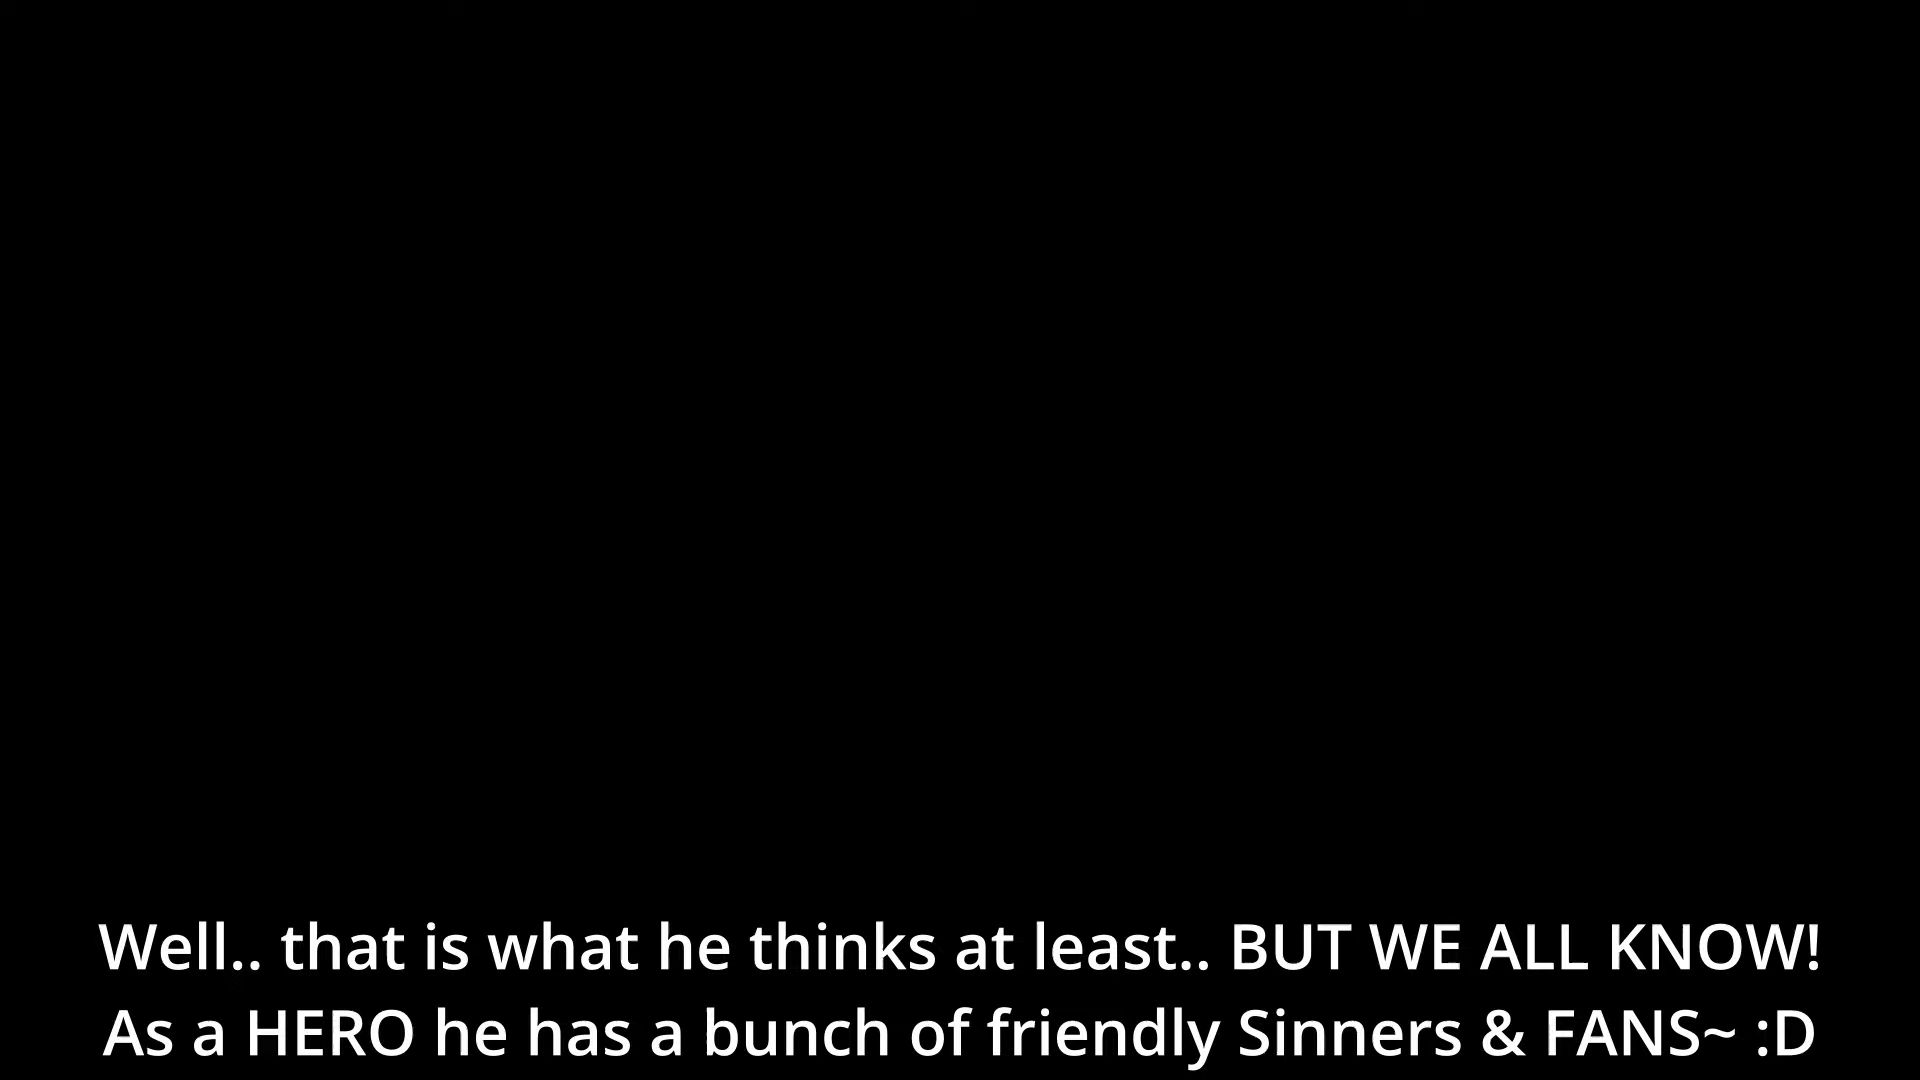 Well.. that is what he thinks at least.. BUT WE ALL KNOW!
As a HERO he has a bunch of friendly Sinners & FANS~ :D